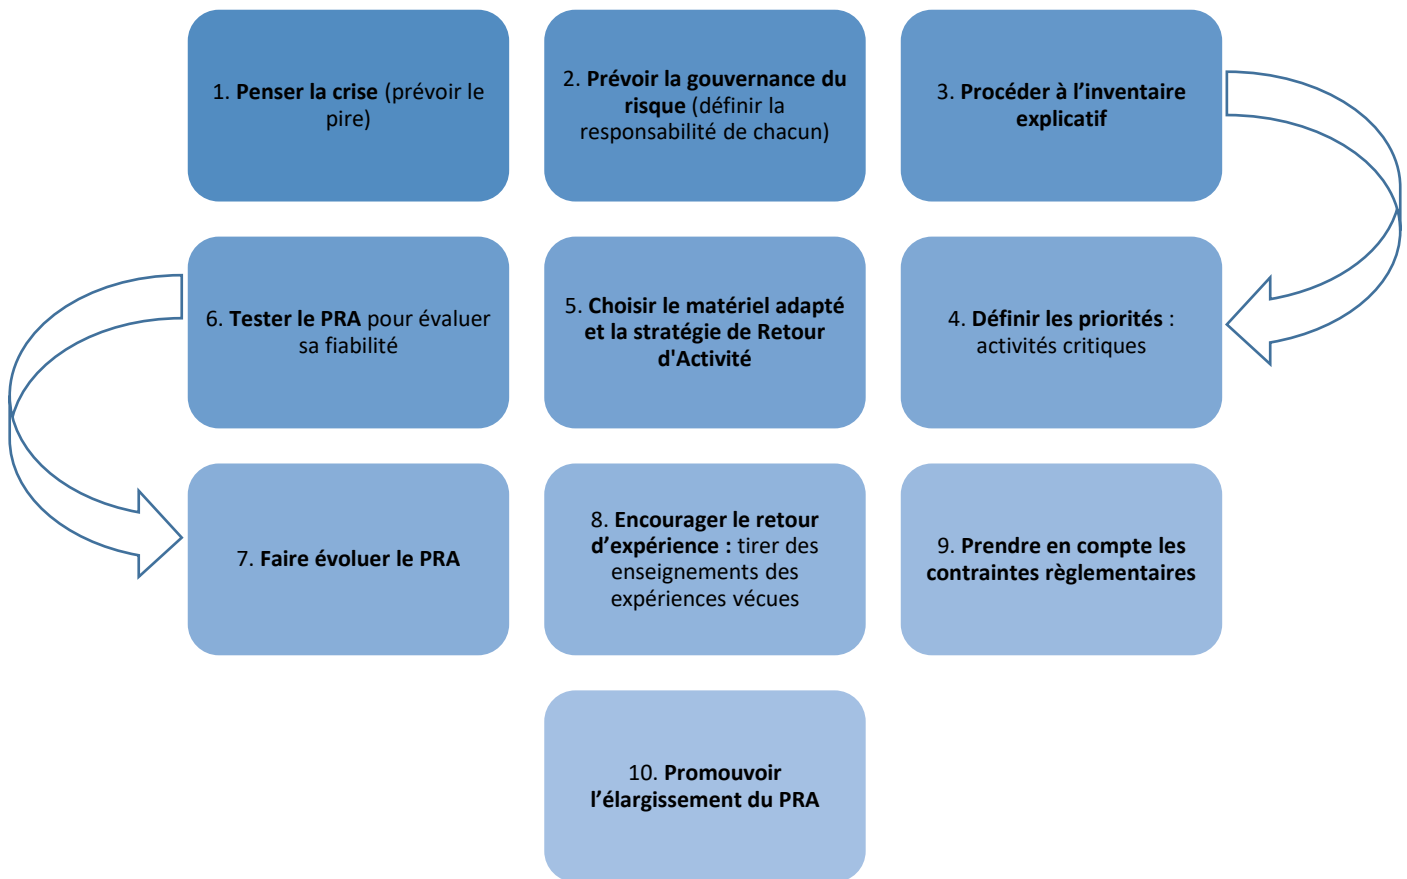 1. Penser la crise (prévoir le
pire)
2. Prévoir la gouvernance du
risque (définir la
responsabilité de chacun)
3. Procéder à l’inventaire
explicatif
4. Définir les priorités :
activités critiques
5. Choisir le matériel adapté
et la stratégie de Retour
d'Activité
6. Tester le PRA pour évaluer
sa fiabilité
7. Faire évoluer le PRA
8. Encourager le retour
d’expérience : tirer des
enseignements des
expériences vécues
9. Prendre en compte les
contraintes règlementaires
10. Promouvoir
l’élargissement du PRA